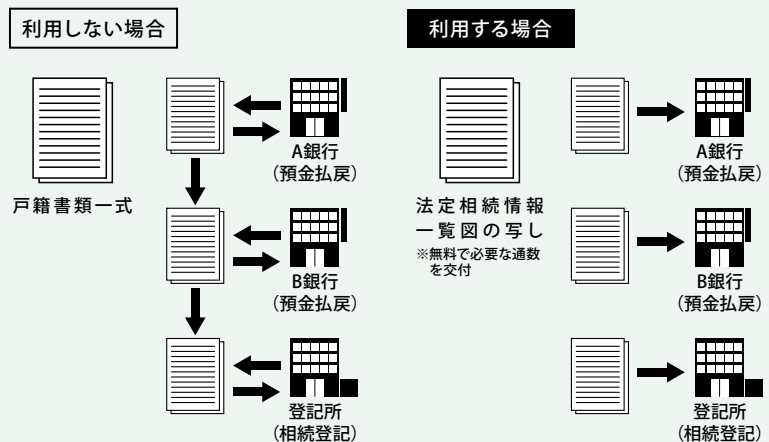 利用しない場合
戸籍書類一式
A銀行
(預金払戻)
B銀行
(預金払戻)
登記所
(相続登記)
利用する場合
法定相続情報
一覧図の写し
※無料で必要な通数
を交付
A銀行
(預金払戻)
B銀行
(預金払戻)
登記所
(相続登記)